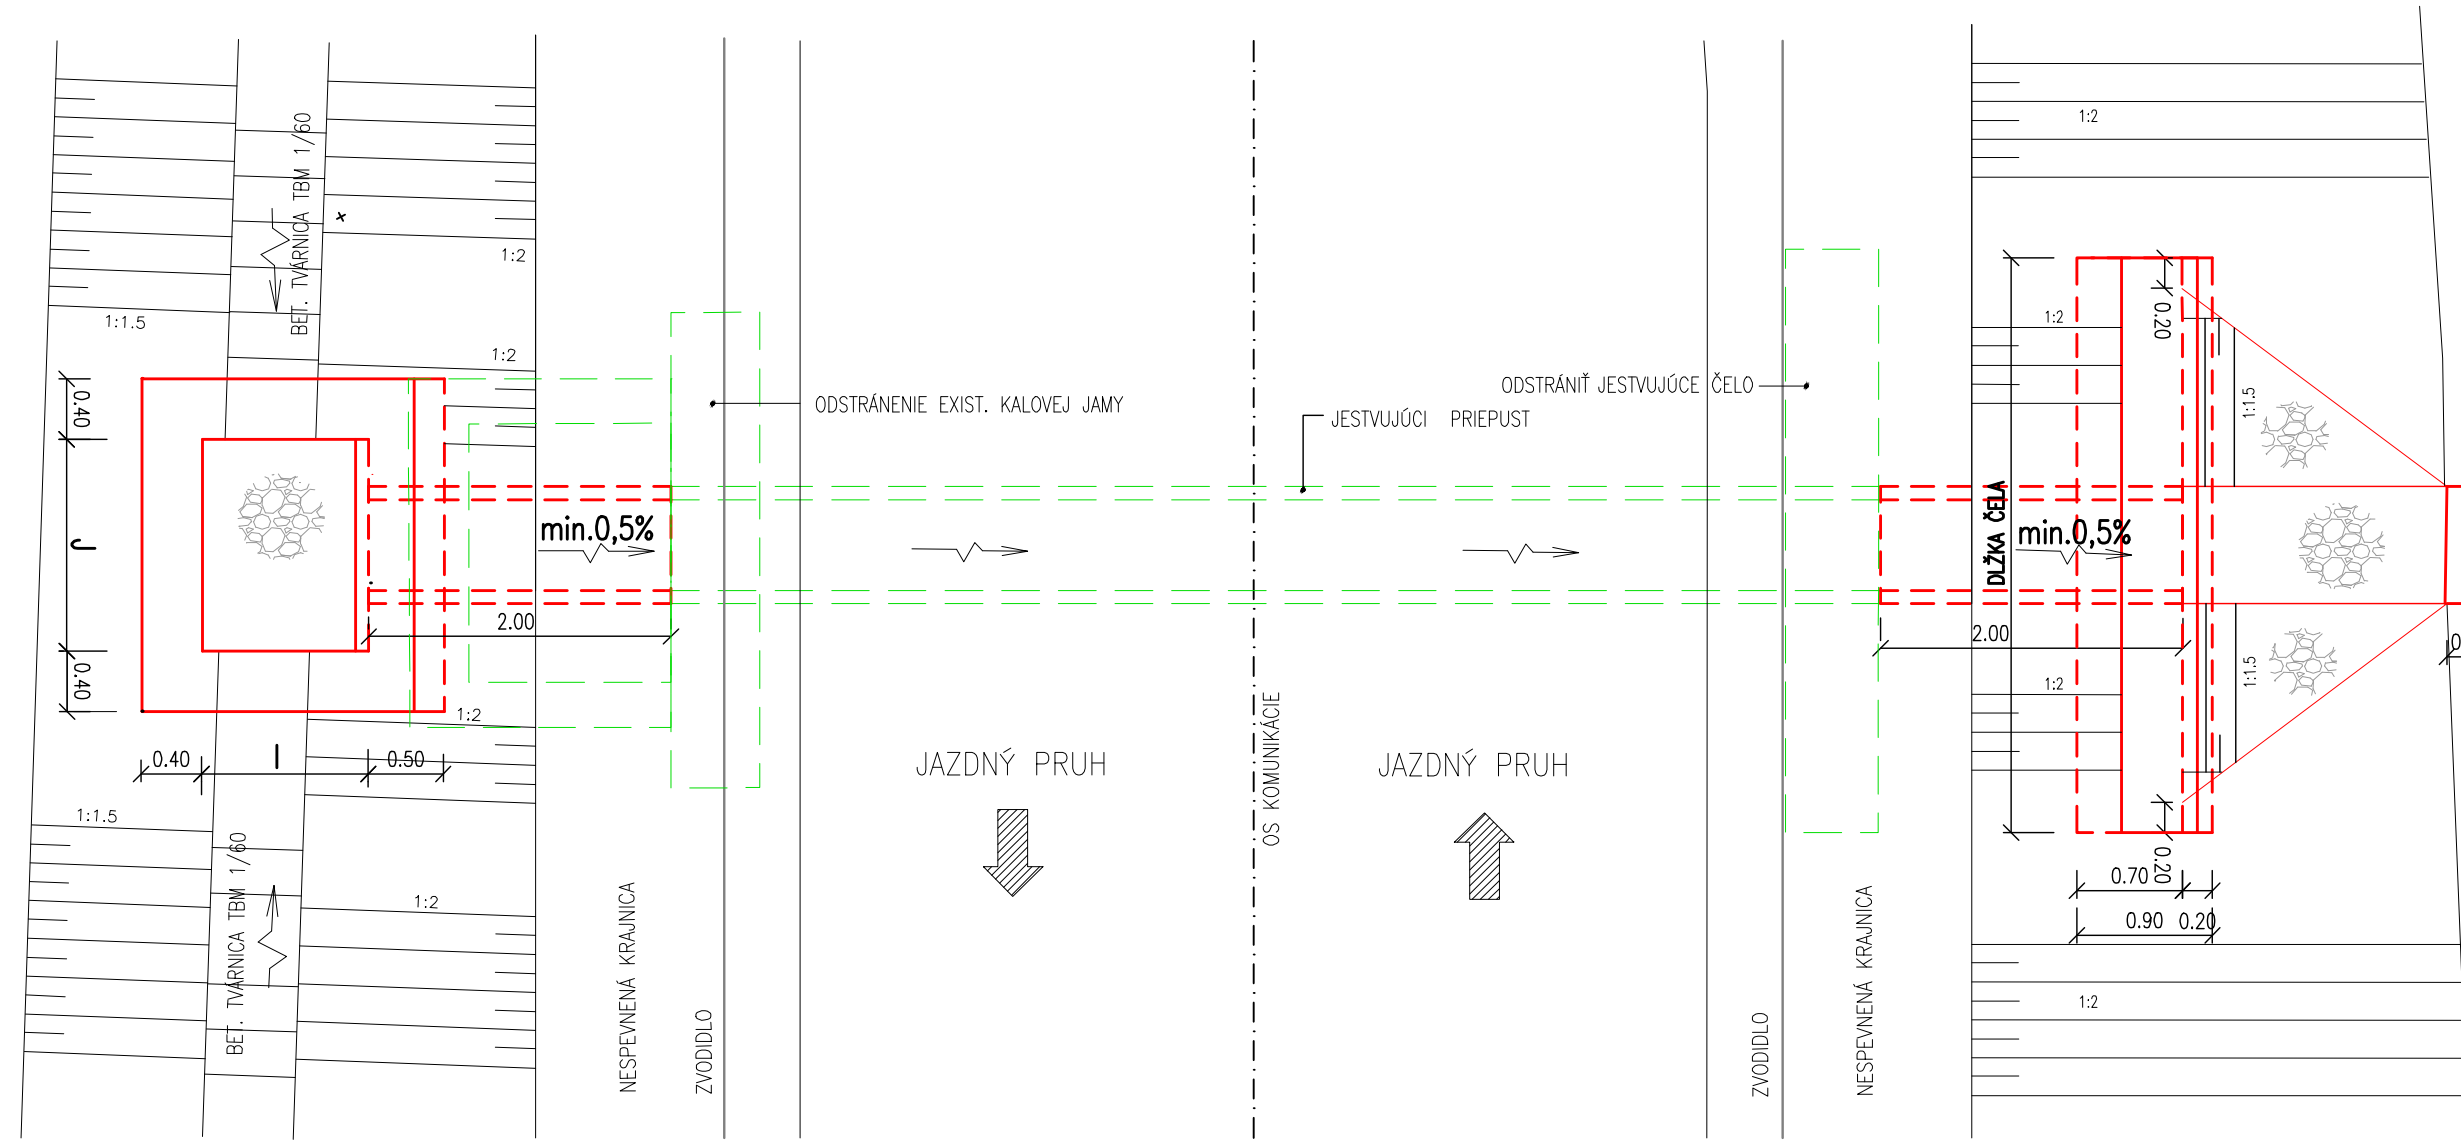 BET. TVÁRNICA TBM 1/60
1:2
1:2
1:1.5
1:2
0.40
J
0.40
min.0,5%
2.00
1:2
0.40
I
0.50
1:1.5
BET. TVÁRNICA TBM 1/60
1:2
NESPEVNENÁ KRAJNICA
ZVODIDLO
ODSTRÁNENIE EXIST. KALOVEJ JAMY
JESTVUJÚCI PRIEPUST
ODSTRÁNIŤ JESTVUJÚCE ČELO
JAZDNÝ PRUH
OS KOMUNIKÁCIE
JAZDNÝ PRUH
ZVODIDLO
NESPEVNENÁ KRAJNICA
1:2
0.20
1:1.5
DLŽKA ČELA
min.0,5%
2.00
1:2
1:1.5
0.20
0.70
0.90
0.20
1:2